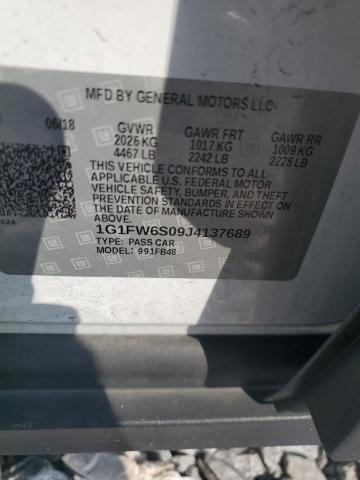 MFD BY GENERAL MOTORS LLC
06/18 GVWR GAWR FRT GAWR RR
2026 KG 1017 KG 1009 KG
4467 LB 2242 LB 2225 LB
THIS VEHICLE CONFORMS TO ALL
APPLICABLE U.S. FEDERAL MOTOR
VEHICLE SAFETY, BUMPER, AND THEFT
PREVENTION STANDARDS IN EFFECT
ON THE DATE OF MANUFACTURE SHOWN
ABOVE.
1G1FW6S09J4137689
TYPE: PASS CAR
MODEL: 991FB48
7624